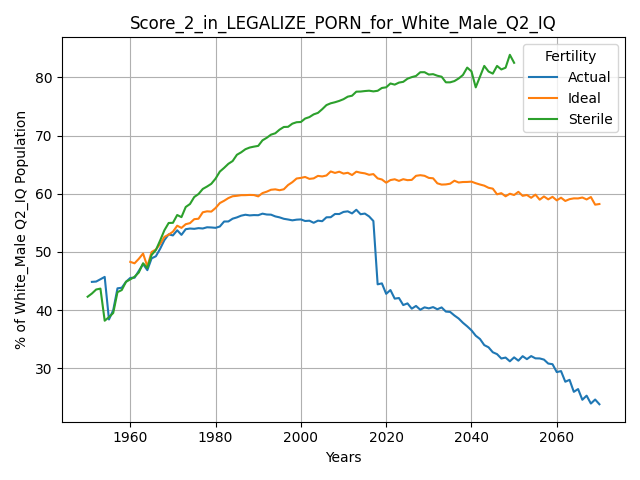 Score_2_in_LEGALIZE_PORN_for_White_Male_Q2_IQ
% of White_Male Q2_IQ Population
80
70
60
50
40
30
Fertility
Actual
Ideal
Sterile
1960
1980
2000
2020
2040
2060
Years